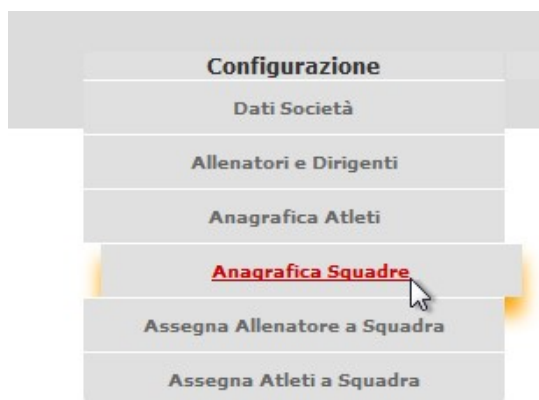 Configurazione
Dati Società
Allenatori e Dirigenti
Anagrafica Atleti
Anagrafica Squadre
Assegna Allenatore a Squadra
Assegna Atleti a Squadra